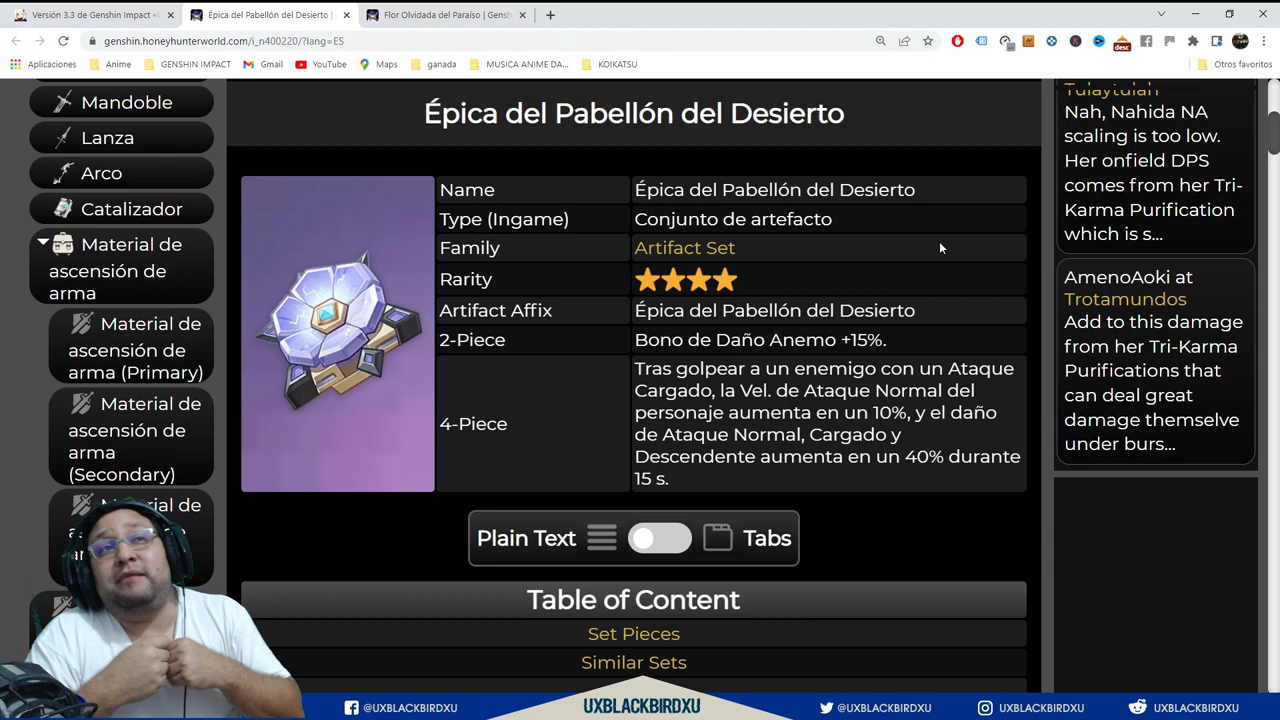 Versión 3.3 de Genshin Impact «
Épica del Pabellón del Desierto |
Flor Olvidada del Paraíso | Gensh
genshin.honeyhunterworld.com/i_n400220/?lang=ES
desc
Aplicaciones
Anime
GENSHIN IMPACT
Gmail
YouTube
Maps
ganada
MUSICA ANIME DA...
KOIKATSU
Otros favoritos
Mandoble
Lanza
Arco
Catalizador
Material de
ascensión de
arma
Material de
ascensión de
arma (Primary)
Material de
ascensión de
arma
(Secondary)
Material de
Épica del Pabellón del Desierto
Name
Épica del Pabellón del Desierto
Type (Ingame)
Conjunto de artefacto
Family
Artifact Set
Rarity
Artifact Affix
Épica del Pabellón del Desierto
2-Piece
Bono de Daño Anemo +15%.
4-Piece
Tras golpear a un enemigo con un Ataque
Cargado, la Vel. de Ataque Normal del
personaje aumenta en un 10%, y el daño
de Ataque Normal, Cargado y
Descendente aumenta en un 40% durante
15 s.
Plain Text
Tabs
Table of Content
Set Pieces
Similar Sets
Tulaytulah
Nah, Nahida NA
scaling is too low.
Her onfield DPS
comes from her Tri-
Karma Purification
which is s...
AmenoAoki at
Trotamundos
Add to this damage
from her Tri-Karma
Purifications that
can deal great
damage themselves
under burs...
@UXBLACKBIRDXU
UXBLACKBIRDXU
@UXBLACKBIRDXU
UXBLACKBIRDXU
UXBLACKBIRDXU